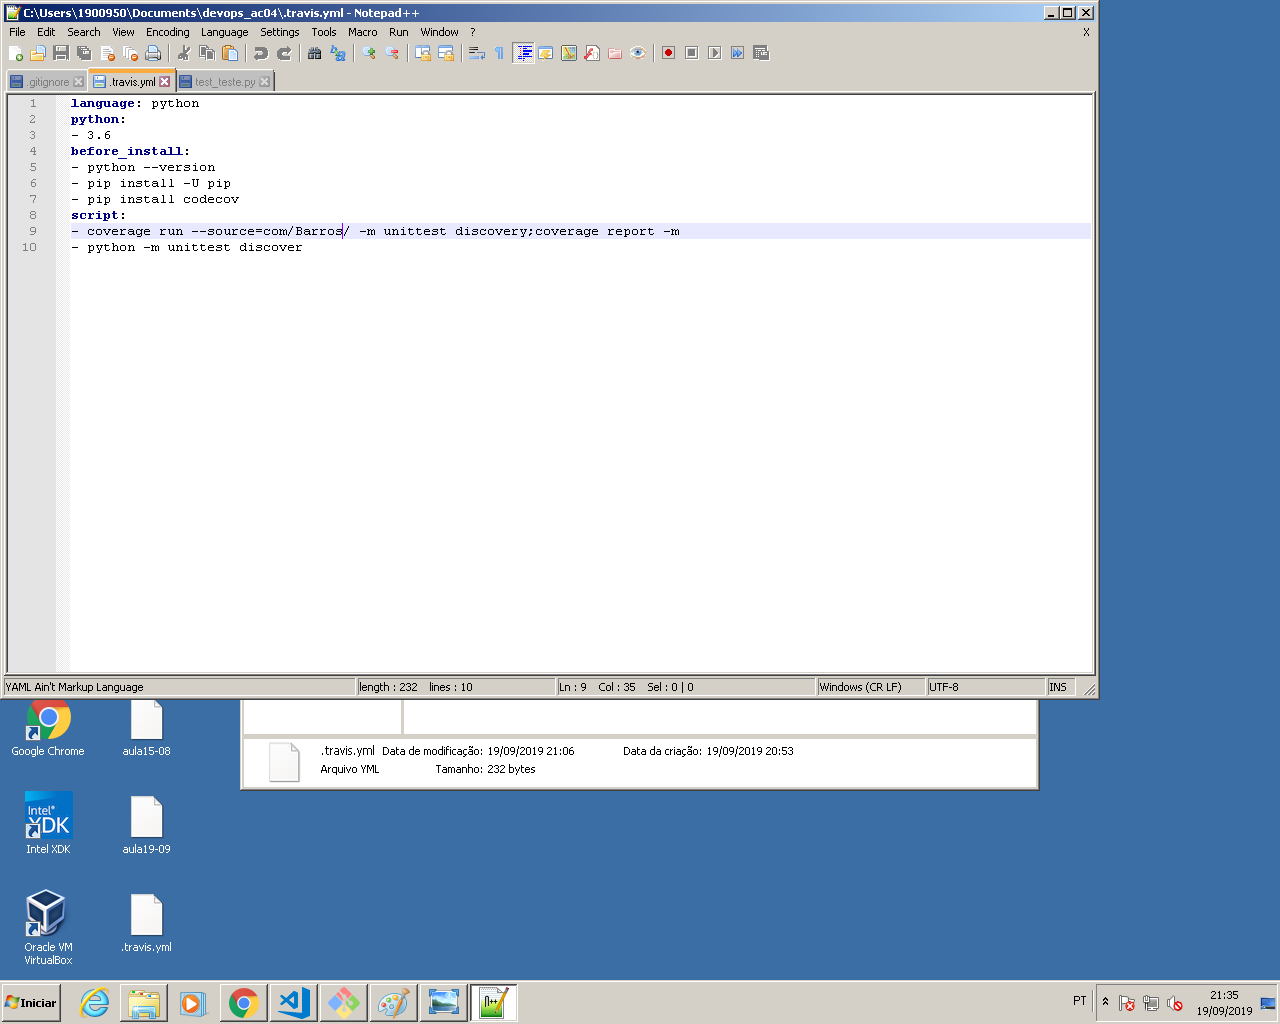 C:\Users\1900950\Documents\devops_ac04\.travis.yml - Notepad++
File Edit Search View Encoding Language Settings Tools Macro Run Window ? X
.gitignore .travis.yml test_teste.py
1 language: python
2 python:
3 - 3.6
4 before_install:
5 - python --version
6 - pip install -U pip
7 - pip install codecov
8 script:
9 - coverage run --source=com/Barros/ -m unittest discovery;coverage report -m
10 - python -m unittest discover
YAML Ain't Markup Language length : 232 lines : 10 Ln : 9 Col : 35 Sel : 0 | 0 Windows (CR LF) UTF-8 INS
Google Chrome aula15-08
.travis.yml Data de modificação: 19/09/2019 21:06 Data da criação: 19/09/2019 20:53
Arquivo YML Tamanho: 232 bytes
Intel XDK
Intel XDK aula19-09
Oracle VM VirtualBox .travis.yml
Iniciar N++ PT 21:35
19/09/2019